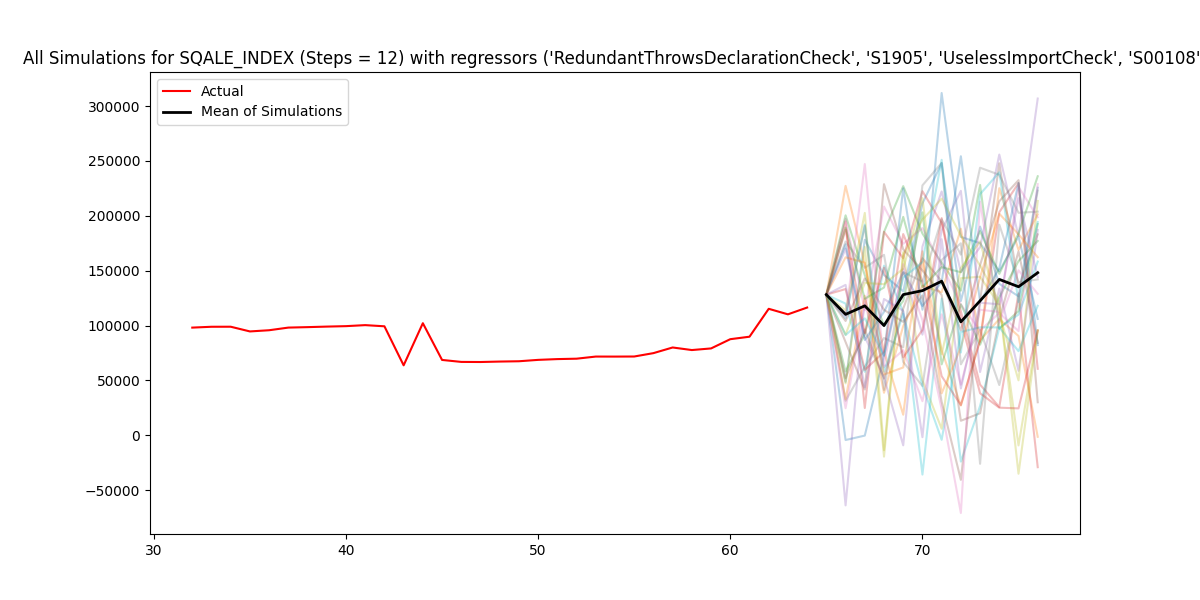 All Simulations for SQALE_INDEX (Steps = 12) with regressors ('RedundantThrowsDeclarationCheck', 'S1905', 'UselessImportCheck', 'S00108'
Actual
Mean of Simulations
300000
250000
200000
150000
100000
50000
0
−50000
30 40 50 60 70